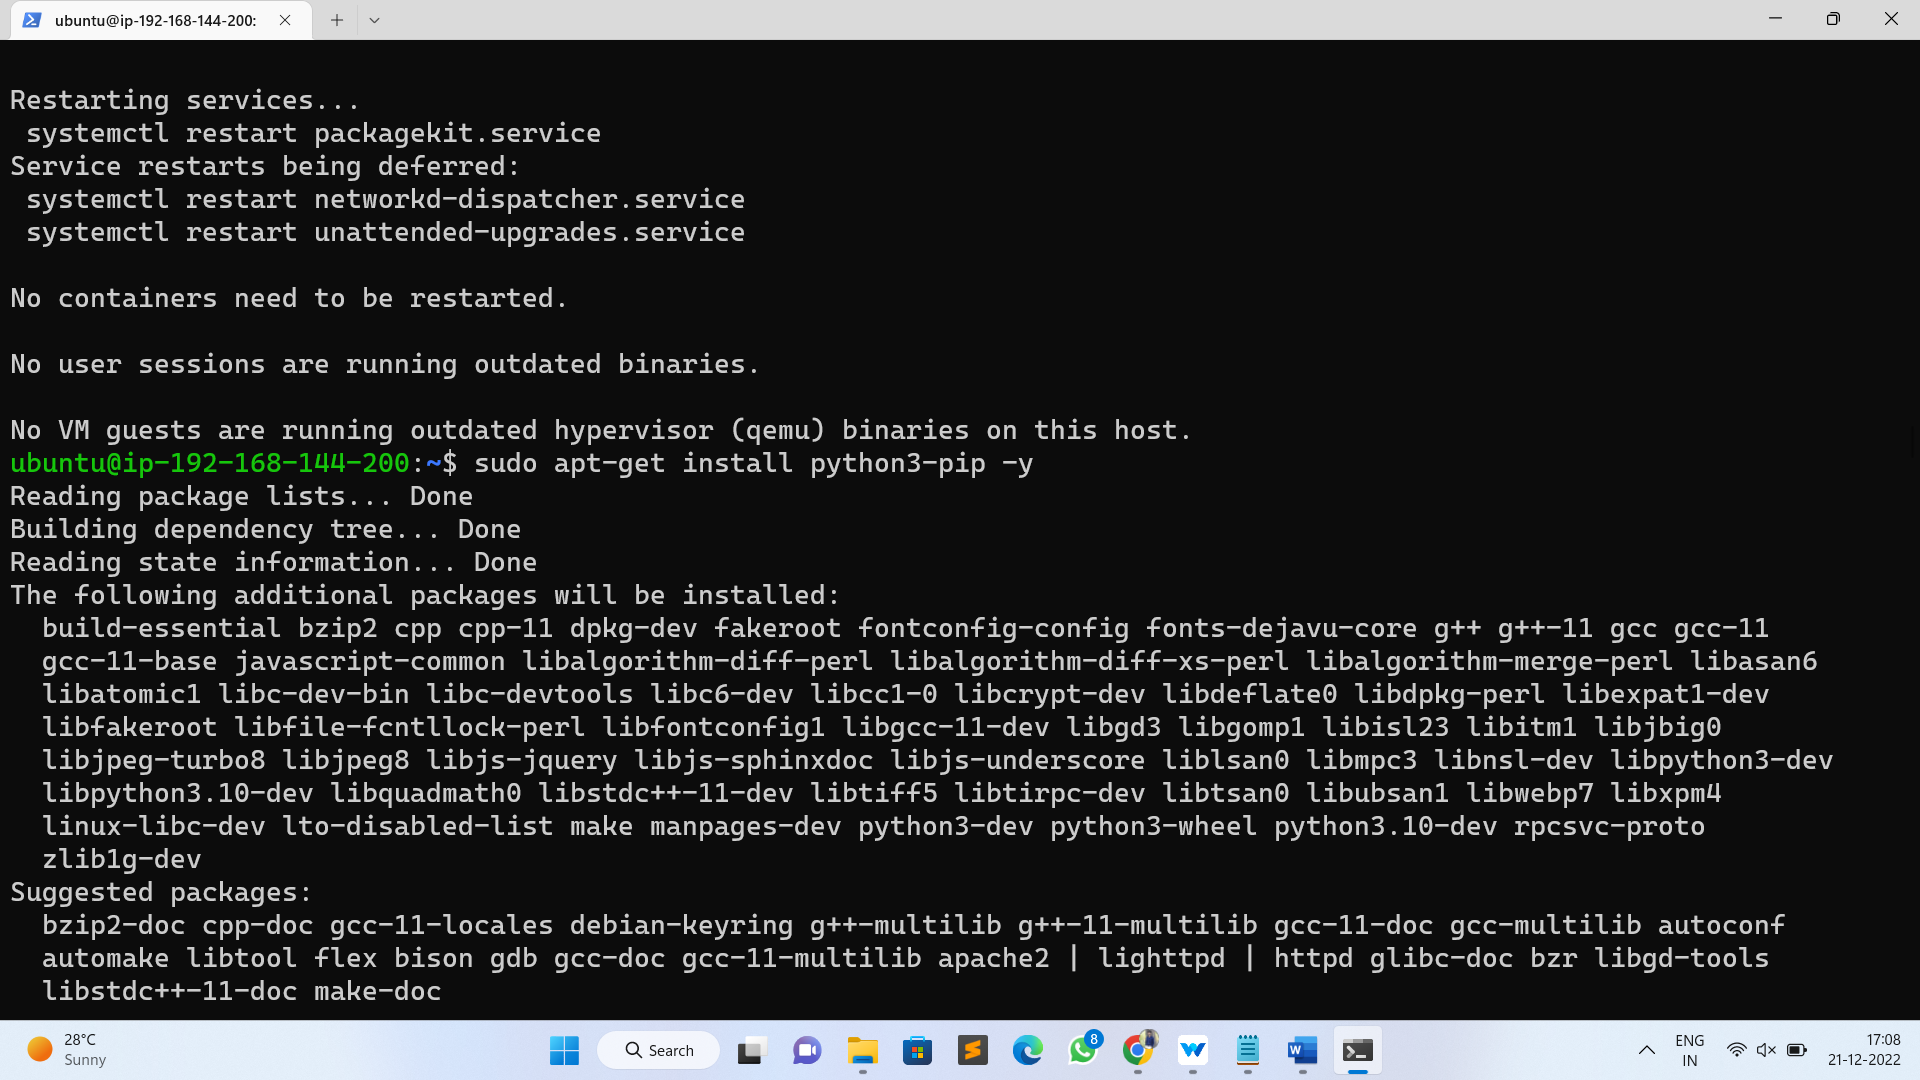 ubuntu@ip-192-168-144-200:
Restarting services...
 systemctl restart packagekit.service
Service restarts being deferred:
 systemctl restart networkd-dispatcher.service
 systemctl restart unattended-upgrades.service
No containers need to be restarted.
No user sessions are running outdated binaries.
No VM guests are running outdated hypervisor (qemu) binaries on this host.
ubuntu@ip-192-168-144-200:~$ sudo apt-get install python3-pip -y
Reading package lists... Done
Building dependency tree... Done
Reading state information... Done
The following additional packages will be installed:
  build-essential bzip2 cpp cpp-11 dpkg-dev fakeroot fontconfig-config fonts-dejavu-core g++ g++-11 gcc gcc-11
  gcc-11-base javascript-common libalgorithm-diff-perl libalgorithm-diff-xs-perl libalgorithm-merge-perl libasan6
  libatomic1 libc-dev-bin libc-devtools libc6-dev libcc1-0 libcrypt-dev libdeflate0 libdpkg-perl libexpat1-dev
  libfakeroot libfile-fcntllock-perl libfontconfig1 libgcc-11-dev libgd3 libgomp1 libisl23 libitm1 libjbig0
  libjpeg-turbo8 libjpeg8 libjs-jquery libjs-sphinxdoc libjs-underscore liblsan0 libmpc3 libnsl-dev libpython3-dev
  libpython3.10-dev libquadmath0 libstdc++-11-dev libtiff5 libtirpc-dev libtsan0 libubsan1 libwebp7 libxpm4
  linux-libc-dev lto-disabled-list make manpages-dev python3-dev python3-wheel python3.10-dev rpcsvc-proto
  zlib1g-dev
Suggested packages:
  bzip2-doc cpp-doc gcc-11-locales debian-keyring g++-multilib g++-11-multilib gcc-11-doc gcc-multilib autoconf
  automake libtool flex bison gdb gcc-doc gcc-11-multilib apache2 | lighttpd | httpd glibc-doc bzr libgd-tools
  libstdc++-11-doc make-doc
28°C
Sunny
Search
8
ENG
IN
17:08
21-12-2022